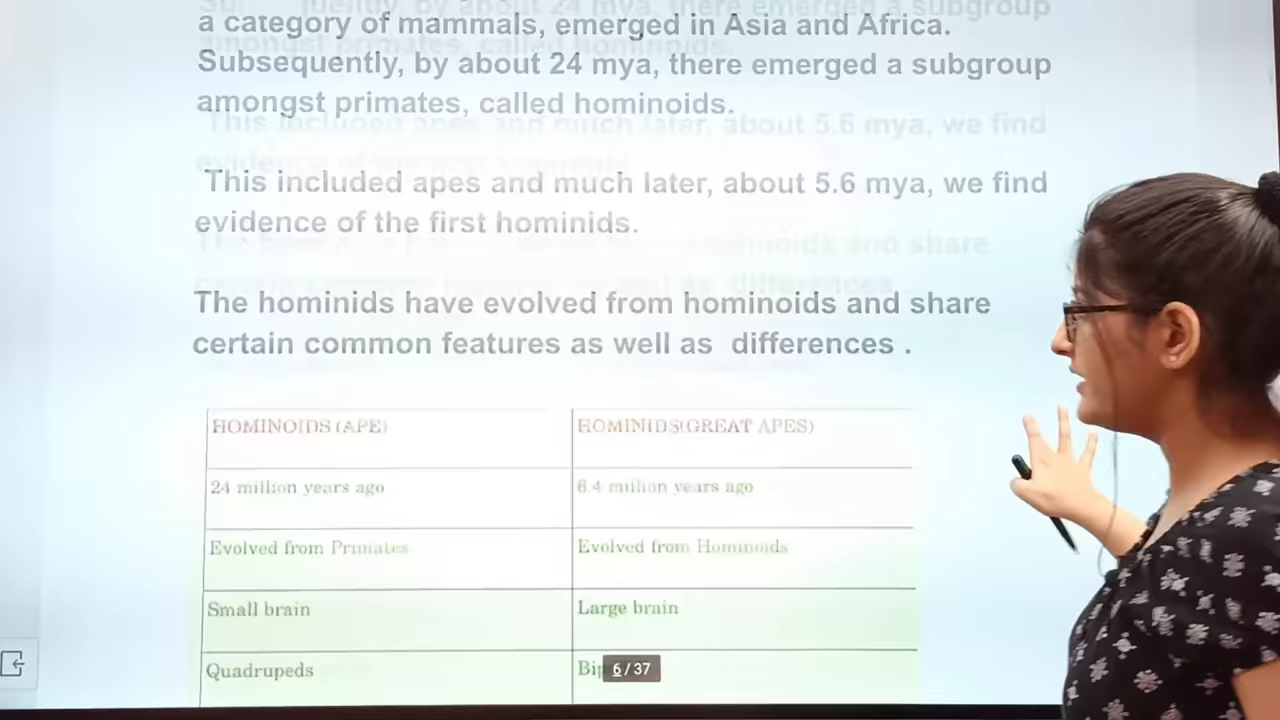 a category of mammals, emerged in Asia and Africa.
Subsequently, by about 24 mya, there emerged a subgroup
amongst primates, called hominoids.
This included apes and much later, about 5.6 mya, we find
evidence of the first hominids.
The hominids have evolved from hominoids and share
certain common features as well as differences .
HOMINOIDS (APE) HOMINIDS(GREAT APES)
24 million years ago 6.4 million years ago
Evolved from Primates Evolved from Hominoids
Small brain Large brain
Quadrupeds
6 / 37